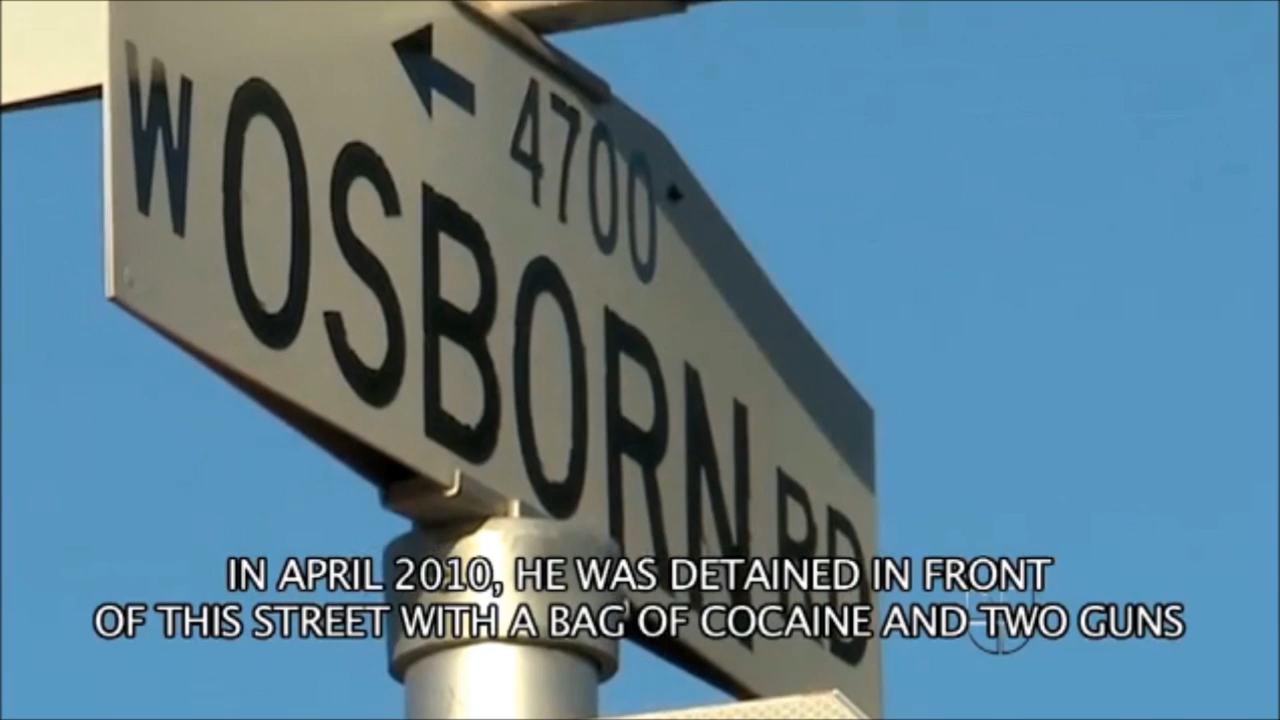 4700
W OSBORN RD
IN APRIL 2010, HE WAS DETAINED IN FRONT
OF THIS STREET WITH A BAG OF COCAINE AND TWO GUNS